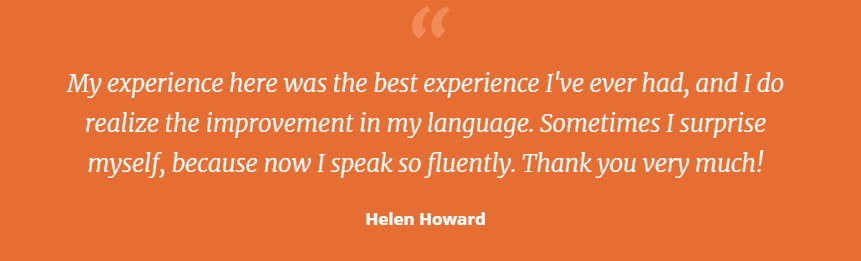 “
My experience here was the best experience I've ever had, and I do
realize the improvement in my language. Sometimes I surprise
myself, because now I speak so fluently. Thank you very much!
Helen Howard